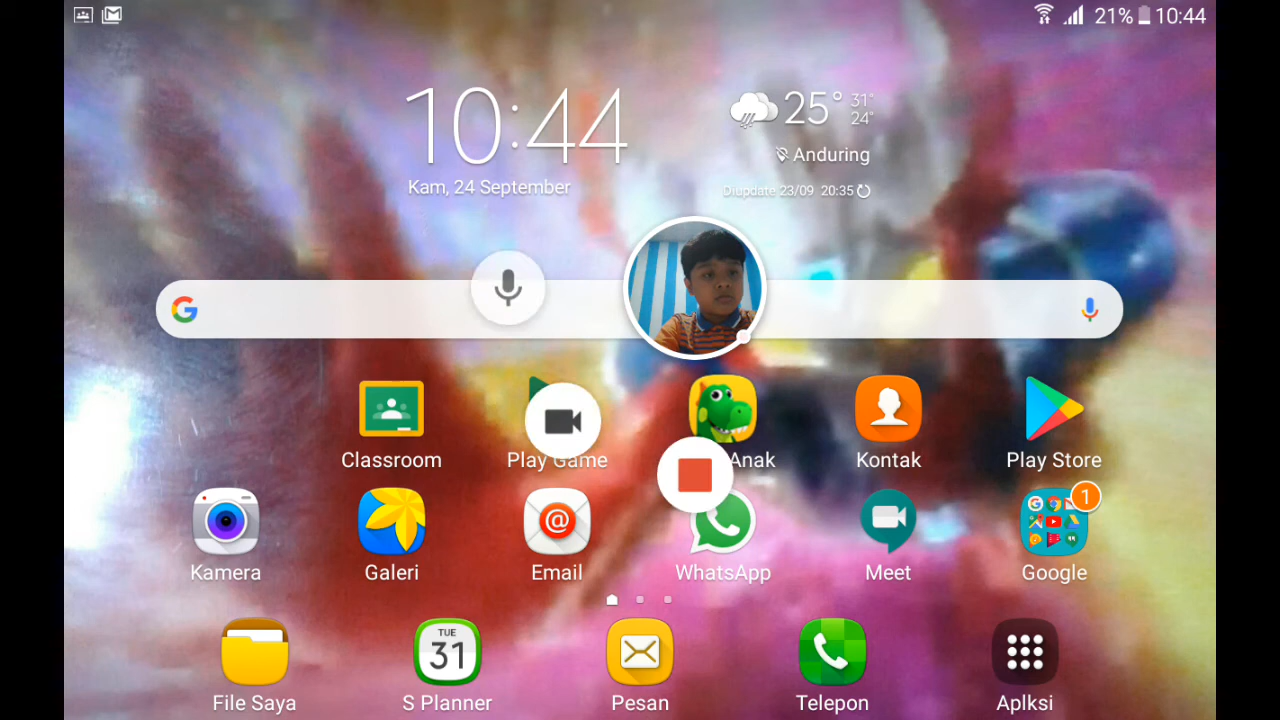 21% 10:44
10:44
25° 31°
24°
Anduring
Kam, 24 September
Diupdate 23/09 20:35
Classroom
Play Game
Anak
Kontak
Play Store
1
Kamera
Galeri
@
Email
WhatsApp
Meet
Google
TUE
31
File Saya
S Planner
Pesan
Telepon
Aplksi